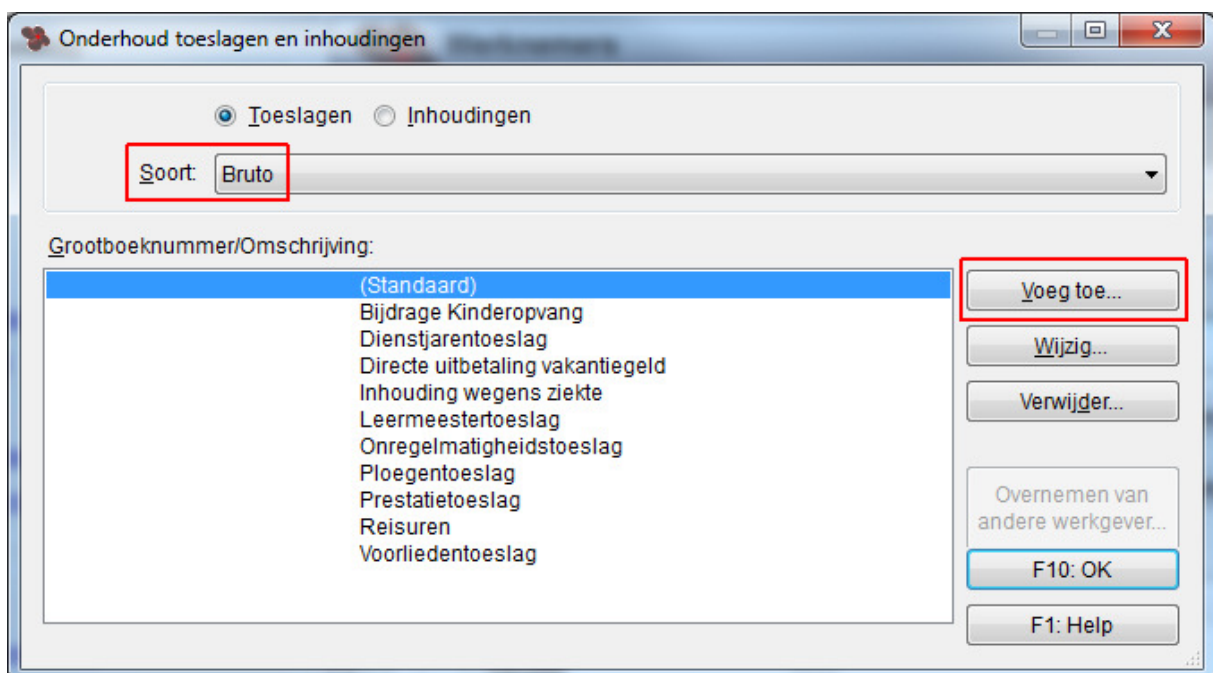 Onderhoud toeslagen en inhoudingen
Toeslagen Inhoudingen
Soort: Bruto
Grootboeknummer/Omschrijving:
(Standaard)
Bijdrage Kinderopvang
Dienstjarentoeslag
Directe uitbetaling vakantiegeld
Inhouding wegens ziekte
Leermeestertoeslag
Onregelmatigheidstoeslag
Ploegentoeslag
Prestatietoeslag
Reisuren
Voorliedentoeslag
Voeg toe...
Wijzig...
Verwijder...
Overnemen van
andere werkgever...
F10: OK
F1: Help